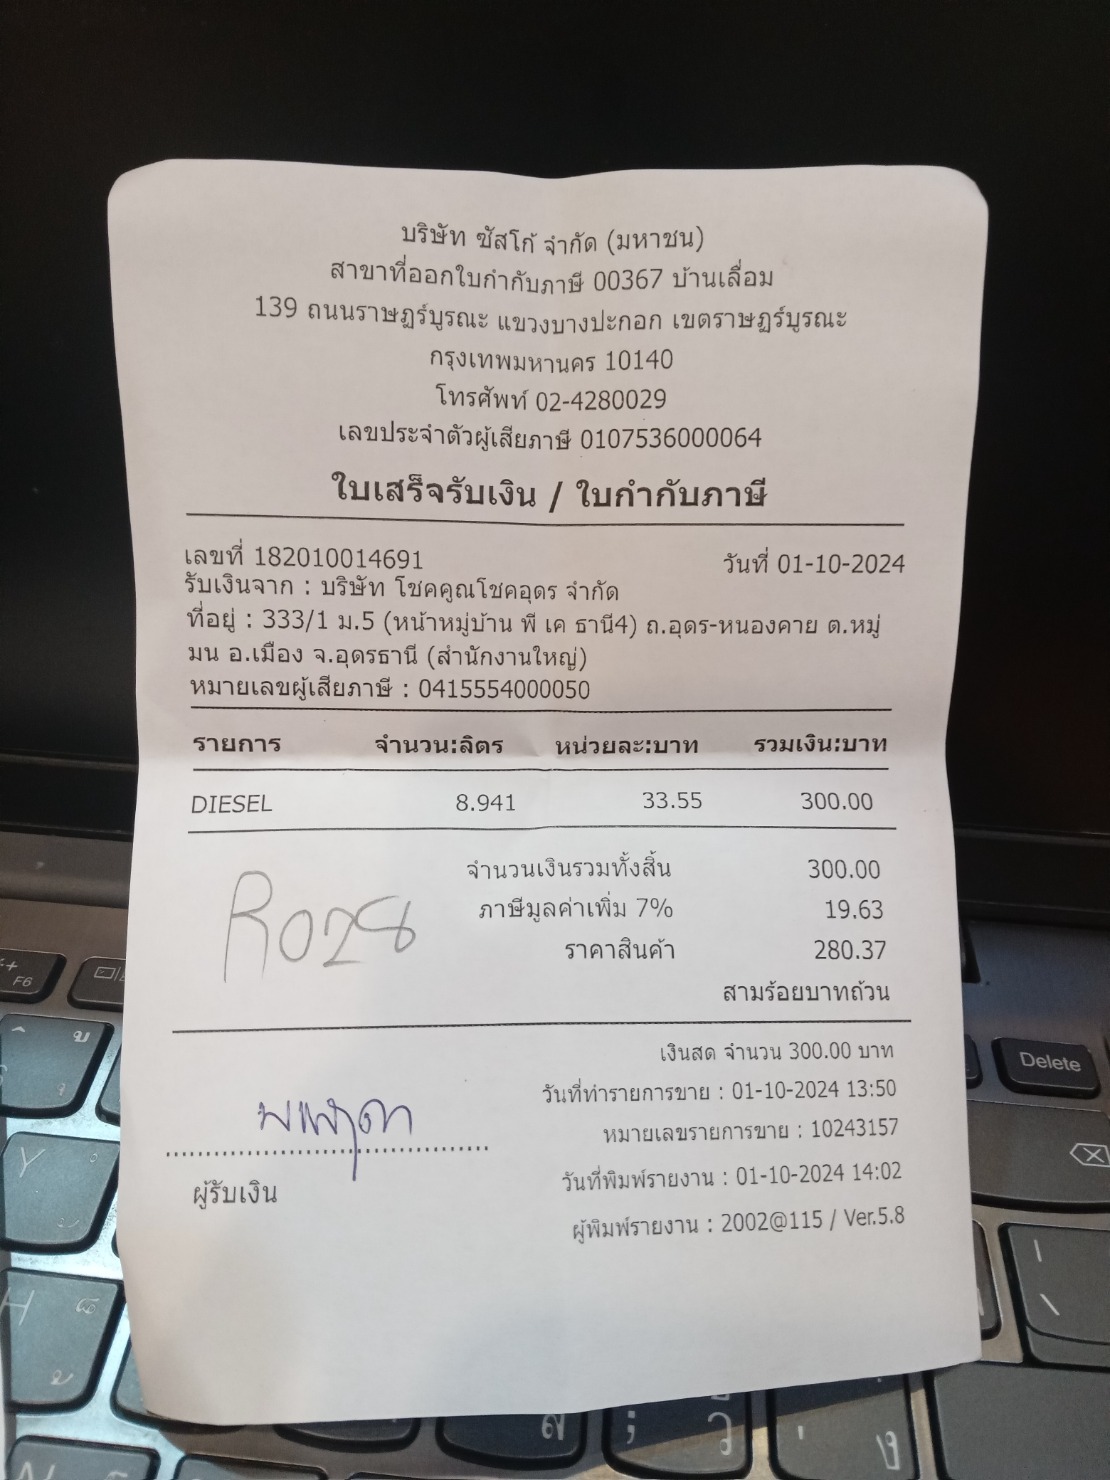 บริษัท ซัสโก้ จำกัด (มหาชน)
สาขาที่ออกใบกำกับภาษี 00367 บ้านเลื่อม
139 ถนนราษฏร์บูรณะ แขวงบางปะกอก เขตราษฏร์บูรณะ
กรุงเทพมหานคร 10140
โทรศัพท์ 02-4280029
เลขประจำตัวผู้เสียภาษี 0107536000064
ใบเสร็จรับเงิน / ใบกำกับภาษี
เลขที่ 182010014691 วันที่ 01-10-2024
รับเงินจาก : บริษัท โชคคูณโชคอุดร จำกัด
ที่อยู่ : 333/1 ม.5 (หน้าหมู่บ้าน พี เค ธานี4) ถ.อุดร-หนองคาย ต.หมู่
มน อ.เมือง จ.อุดรธานี (สำนักงานใหญ่)
หมายเลขผู้เสียภาษี : 0415554000050
รายการ จำนวน:ลิตร หน่วยละ:บาท รวมเงิน:บาท
DIESEL 8.941 33.55 300.00
จำนวนเงินรวมทั้งสิ้น 300.00
ภาษีมูลค่าเพิ่ม 7% 19.63
R028
ราคาสินค้า 280.37
สามร้อยบาทถ้วน
เงินสด จำนวน 300.00 บาท
วันที่ทำรายการขาย : 01-10-2024 13:50
หมายเลขรายการขาย : 10243157
วันที่พิมพ์รายงาน : 01-10-2024 14:02
ผู้รับเงิน
ผู้พิมพ์รายงาน : 2002@115 / Ver.5.8
F6
Delete
Y
H